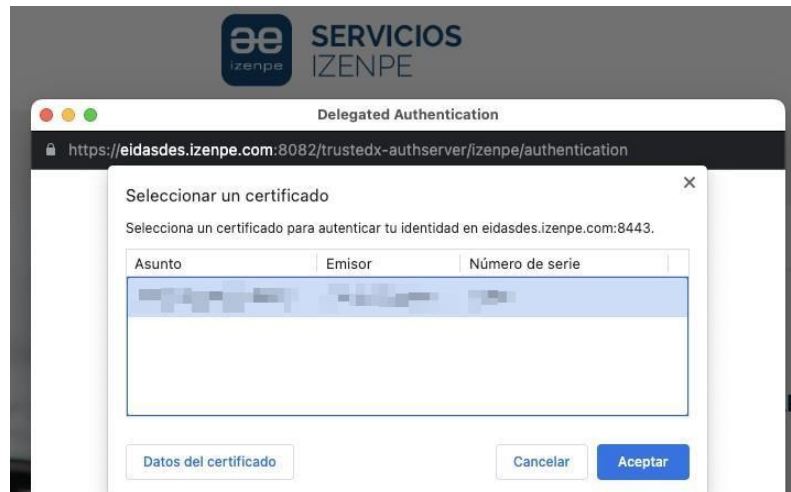 izenpe
SERVICIOS
IZENPE
Delegated Authentication
https://eidasdes.izenpe.com:8082/trustedx-authserver/izenpe/authentication
Seleccionar un certificado
Selecciona un certificado para autenticar tu identidad en eidasdes.izenpe.com:8443.
Asunto Emisor Número de serie
Datos del certificado Cancelar Aceptar